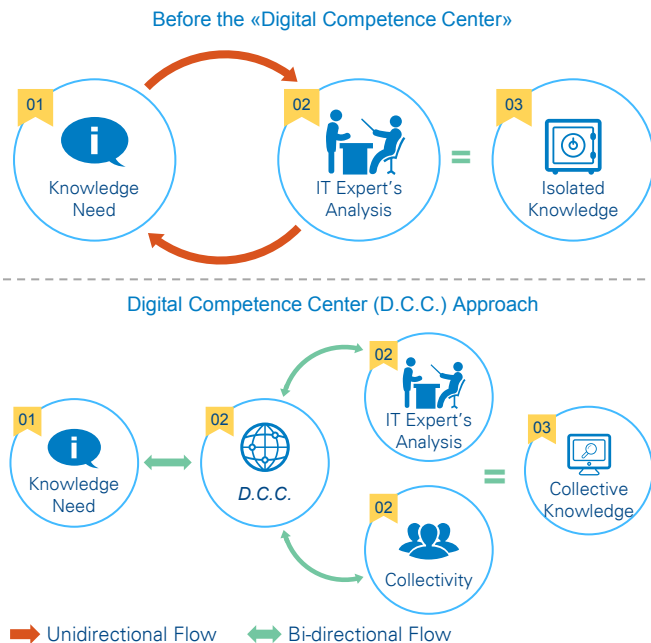 Before the «Digital Competence Center»
01
Knowledge
Need
02
IT Expert's
Analysis
=
03
Isolated
Knowledge
Digital Competence Center (D.C.C.) Approach
01
Knowledge
Need
02
D.C.C.
02
IT Expert's
Analysis
02
Collectivity
=
03
Collective
Knowledge
Unidirectional Flow
Bi-directional Flow